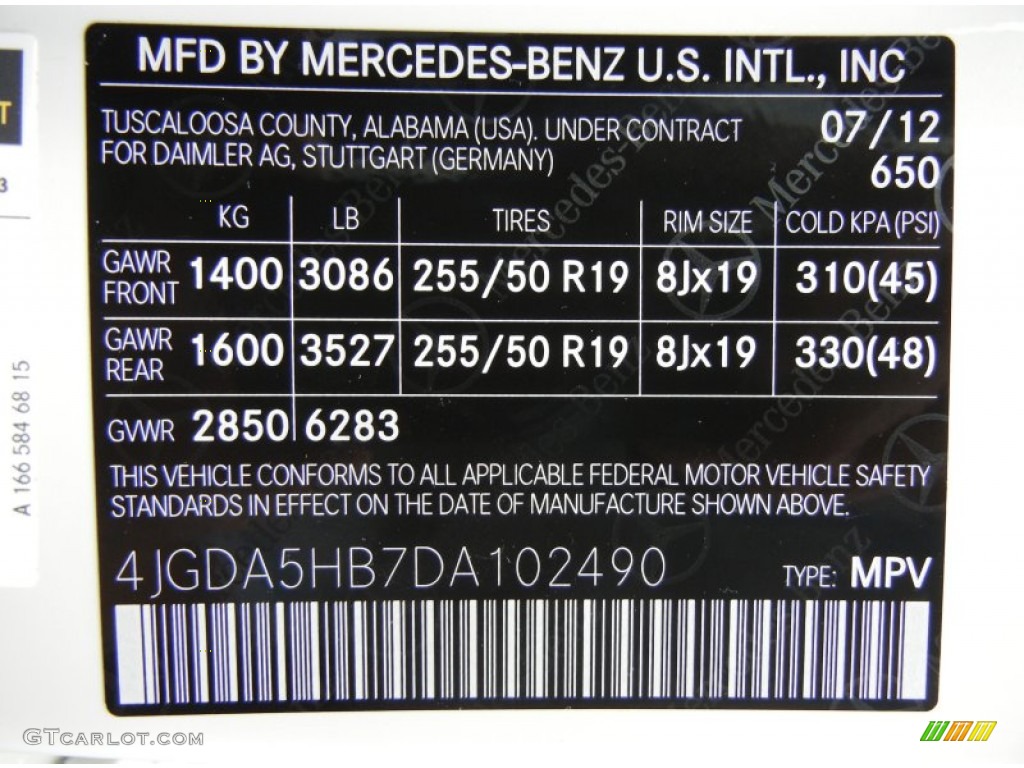 MFD BY MERCEDES-BENZ U.S. INTL., INC
TUSCALOOSA COUNTY, ALABAMA (USA). UNDER CONTRACT
FOR DAIMLER AG, STUTTGART (GERMANY)
07/12
650
KG LB TIRES RIM SIZE COLD KPA (PSI)
GAWR FRONT 1400 3086 255/50 R19 8Jx19 310(45)
GAWR REAR 1600 3527 255/50 R19 8Jx19 330(48)
GVWR 2850 6283
THIS VEHICLE CONFORMS TO ALL APPLICABLE FEDERAL MOTOR VEHICLE SAFETY
STANDARDS IN EFFECT ON THE DATE OF MANUFACTURE SHOWN ABOVE.
4JGDA5HB7DA102490 TYPE: MPV
A 166 584 68 15
T
3
Mercedes-Benz
GTCARLOT.COM